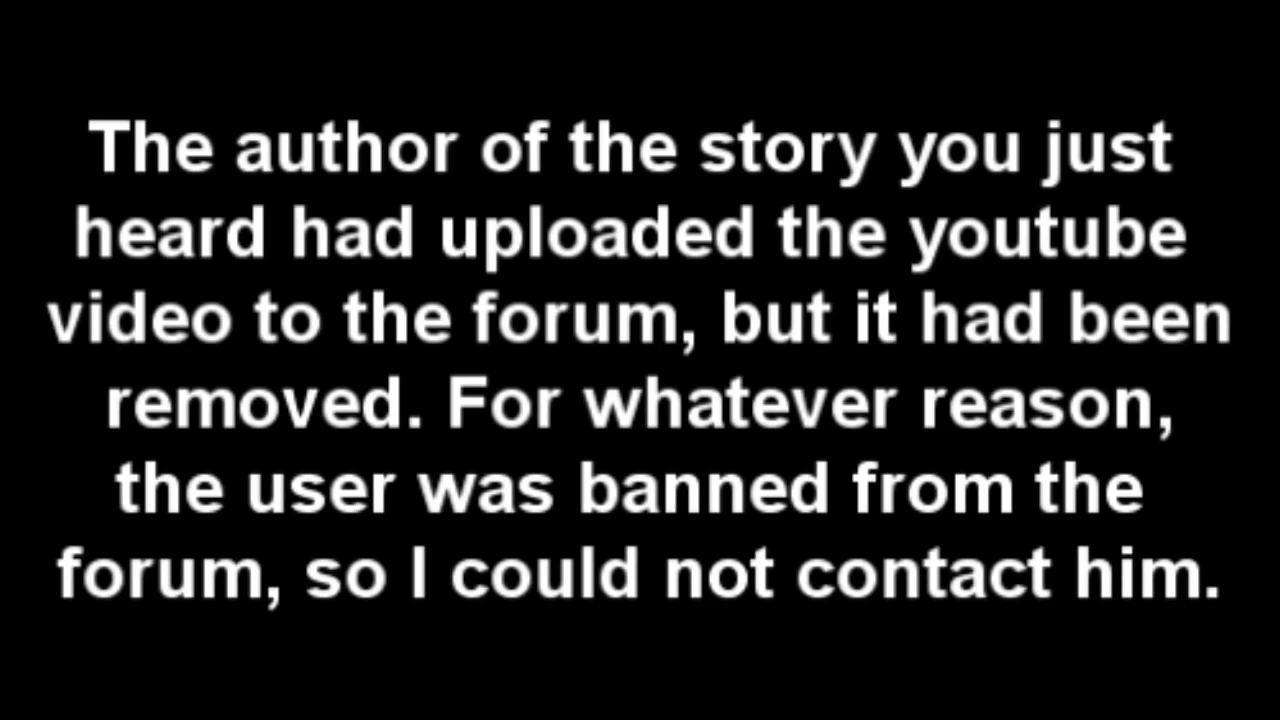 The author of the story you just
heard had uploaded the youtube
video to the forum, but it had been
removed. For whatever reason,
the user was banned from the
forum, so I could not contact him.